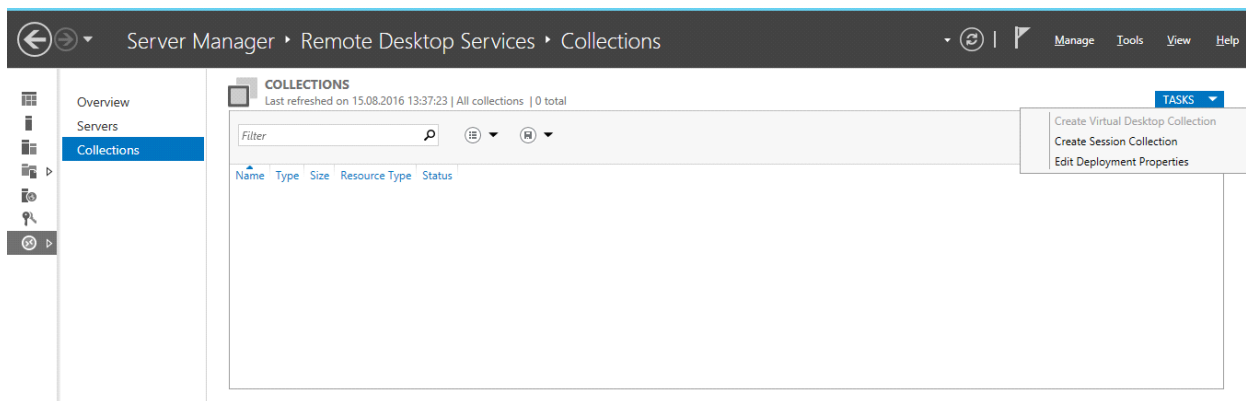 Server Manager ‣ Remote Desktop Services ‣ Collections
Manage Tools View Help
Overview
Servers
Collections
COLLECTIONS
Last refreshed on 15.08.2016 13:37:23 | All collections | 0 total
TASKS
Create Virtual Desktop Collection
Create Session Collection
Edit Deployment Properties
Filter
Name Type Size Resource Type Status